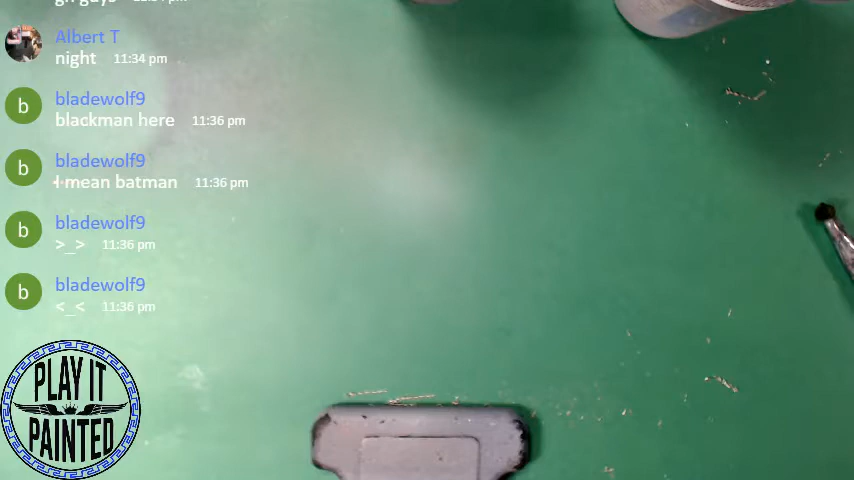 Albert T
night 11:34 pm
b
bladewolf9
blackman here 11:36 pm
b
bladewolf9
I mean batman 11:36 pm
b
bladewolf9
>_> 11:36 pm
b
bladewolf9
<_< 11:36 pm
PLAY IT
PAINTED